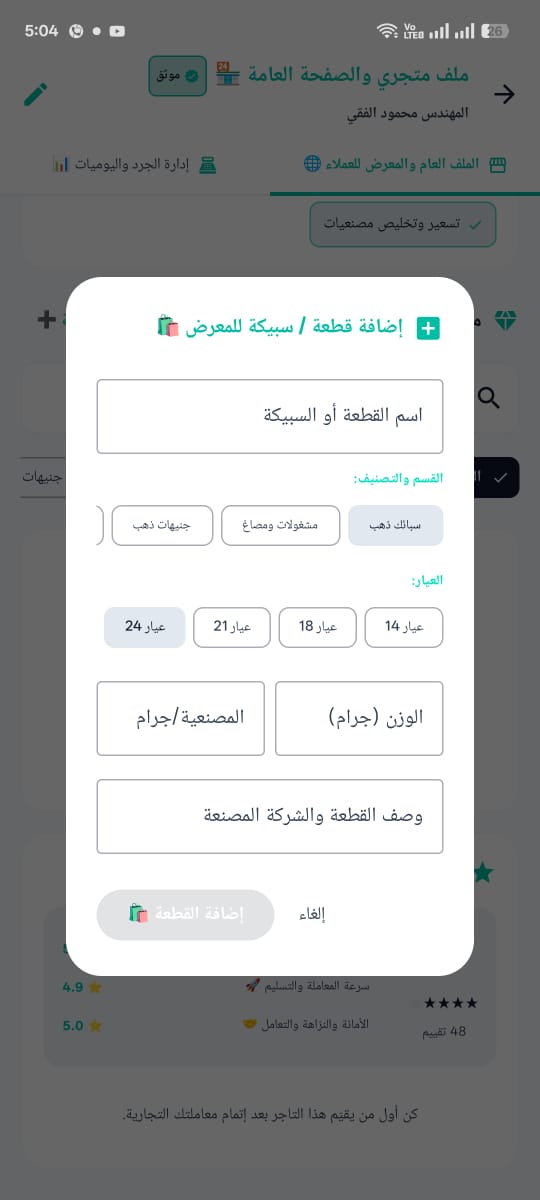 5:04
Vo LTE 26
ملف متجري والصفحة العامة 🏪 موثق
المهندس محمود الفقي
الملف العام والمعرض للعملاء 🌐 إدارة الجرد واليوميات 📊
تسعير وتخليص مصنعيات
إضافة قطعة / سبيكة للمعرض 🛍️
اسم القطعة أو السبيكة
جنيهات
القسم والتصنيف:
سبائك ذهب مشغولات ومصاغ جنيهات ذهب
العيار:
عيار 14 عيار 18 عيار 21 عيار 24
الوزن (جرام) المصنعية/جرام
وصف القطعة والشركة المصنعة
إلغاء إضافة القطعة 🛍️
سرعة المعاملة والتسليم 🚀 4.9 ⭐
★★★★
الأمانة والنزاهة والتعامل 🤝 5.0 ⭐
48 تقييم
كن أول من يقيّم هذا التاجر بعد إتمام معاملتك التجارية.